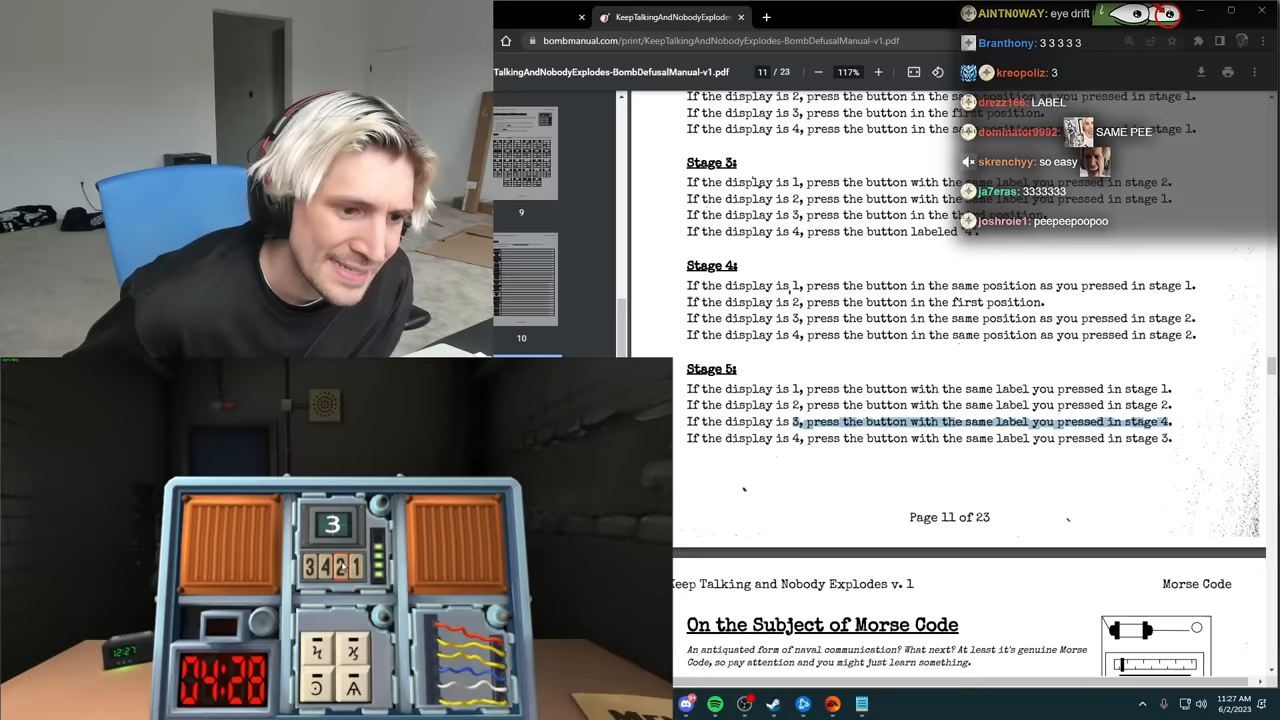 KeepTalkingAndNobodyExplodes
bombmanual.com/print/KeepTalkingAndNobodyExplodes-BombDefusalManual-v1.pdf
TalkingAndNobodyExplodes-BombDefusalManual-v1.pdf
11 / 23
117%
AINTN0WAY: eye drift
Branthony: 3 3 3 3 3
kreopoliz: 3
drezz166: LABEL
dominator9992: SAME PEE
skrenchyy: so easy
ja7eras: 3333333
joshroie1: peepeepoopoo
9
10
If the display is 2, press the button in the same position as you pressed in stage 1.
If the display is 3, press the button in the first position.
If the display is 4, press the button in the same position as you pressed in stage 1.
Stage 3:
If the display is 1, press the button with the same label you pressed in stage 2.
If the display is 2, press the button with the same label you pressed in stage 1.
If the display is 3, press the button in the third position.
If the display is 4, press the button labeled "4".
Stage 4:
If the display is 1, press the button in the same position as you pressed in stage 1.
If the display is 2, press the button in the first position.
If the display is 3, press the button in the same position as you pressed in stage 2.
If the display is 4, press the button in the same position as you pressed in stage 2.
Stage 5:
If the display is 1, press the button with the same label you pressed in stage 1.
If the display is 2, press the button with the same label you pressed in stage 2.
If the display is 3, press the button with the same label you pressed in stage 4.
If the display is 4, press the button with the same label you pressed in stage 3.
Page 11 of 23
Keep Talking and Nobody Explodes v. 1
Morse Code
On the Subject of Morse Code
An antiquated form of naval communication? What next? At least it's genuine Morse
Code, so pay attention and you might just learn something.
3
3 4 2 1
12:27
04:28
11:27 AM
6/2/2023